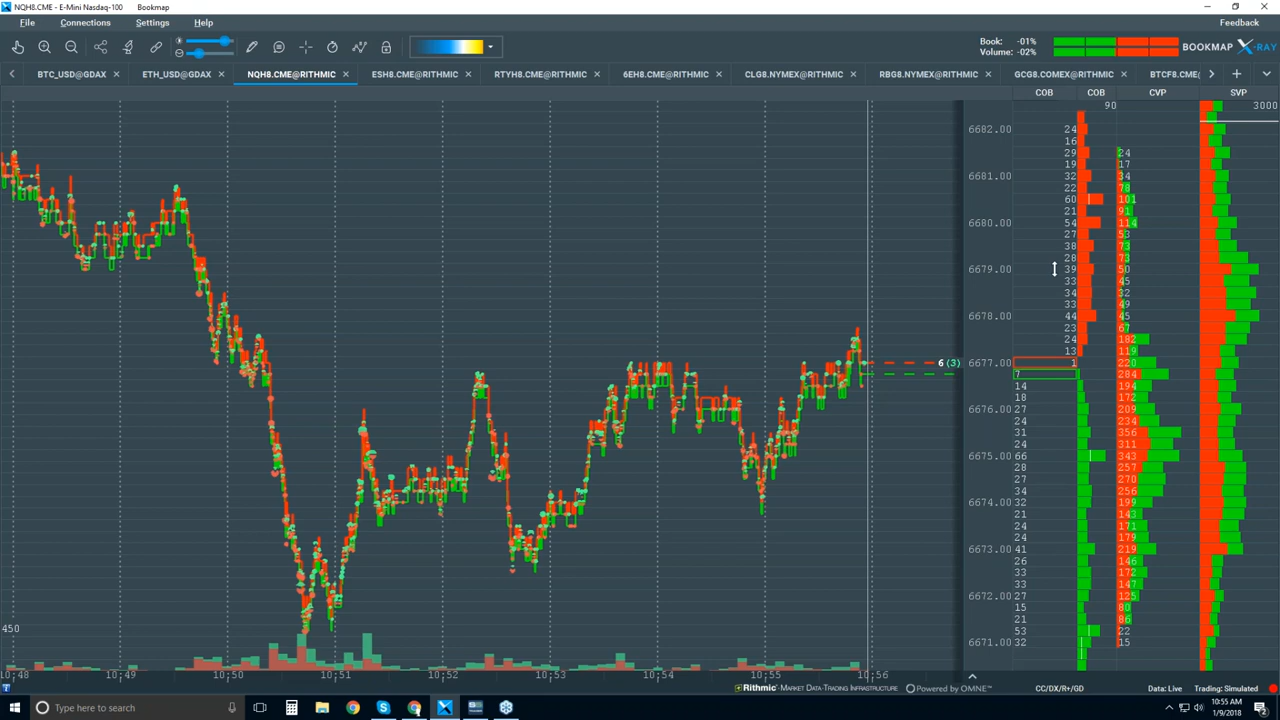 NQH8.CME - E-Mini Nasdaq-100 Bookmap
File Connections Settings Help Feedback
Book: -01%
Volume: -02%
BOOKMAP X-RAY
BTC_USD@GDAX ETH_USD@GDAX NQH8.CME@RITHMIC ESH8.CME@RITHMIC RTYH8.CME@RITHMIC 6EH8.CME@RITHMIC CLG8.NYMEX@RITHMIC RBG8.NYMEX@RITHMIC GCG8.COMEX@RITHMIC BTCF8.CME@
COB COB CVP SVP
90 3000
6682.00 24
16
29 24
19 17
6681.00 32 34
22 78
60 101
21 91
6680.00 54 114
27 53
38 73
28 73
6679.00 39 50
33 45
34 32
33 49
6678.00 44 45
23 67
24 182
13 119
6 (3) 6677.00 1 220
7 284
14 194
18 172
6676.00 27 209
24 234
31 356
24 311
6675.00 66 343
28 257
27 270
34 256
6674.00 32 199
21 143
24 171
24 179
6673.00 41 219
26 146
33 172
33 147
6672.00 27 125
15 80
21 86
450 53 22
6671.00 32 15
10:48 10:49 10:50 10:51 10:52 10:53 10:54 10:55 10:56
Rithmic - MARKET DATA-TRADING INFRASTRUCTURE Powered by OMNE™ CC/DX/R+/GD Data: Live Trading: Simulated
Type here to search
10:55 AM
1/9/2018
2